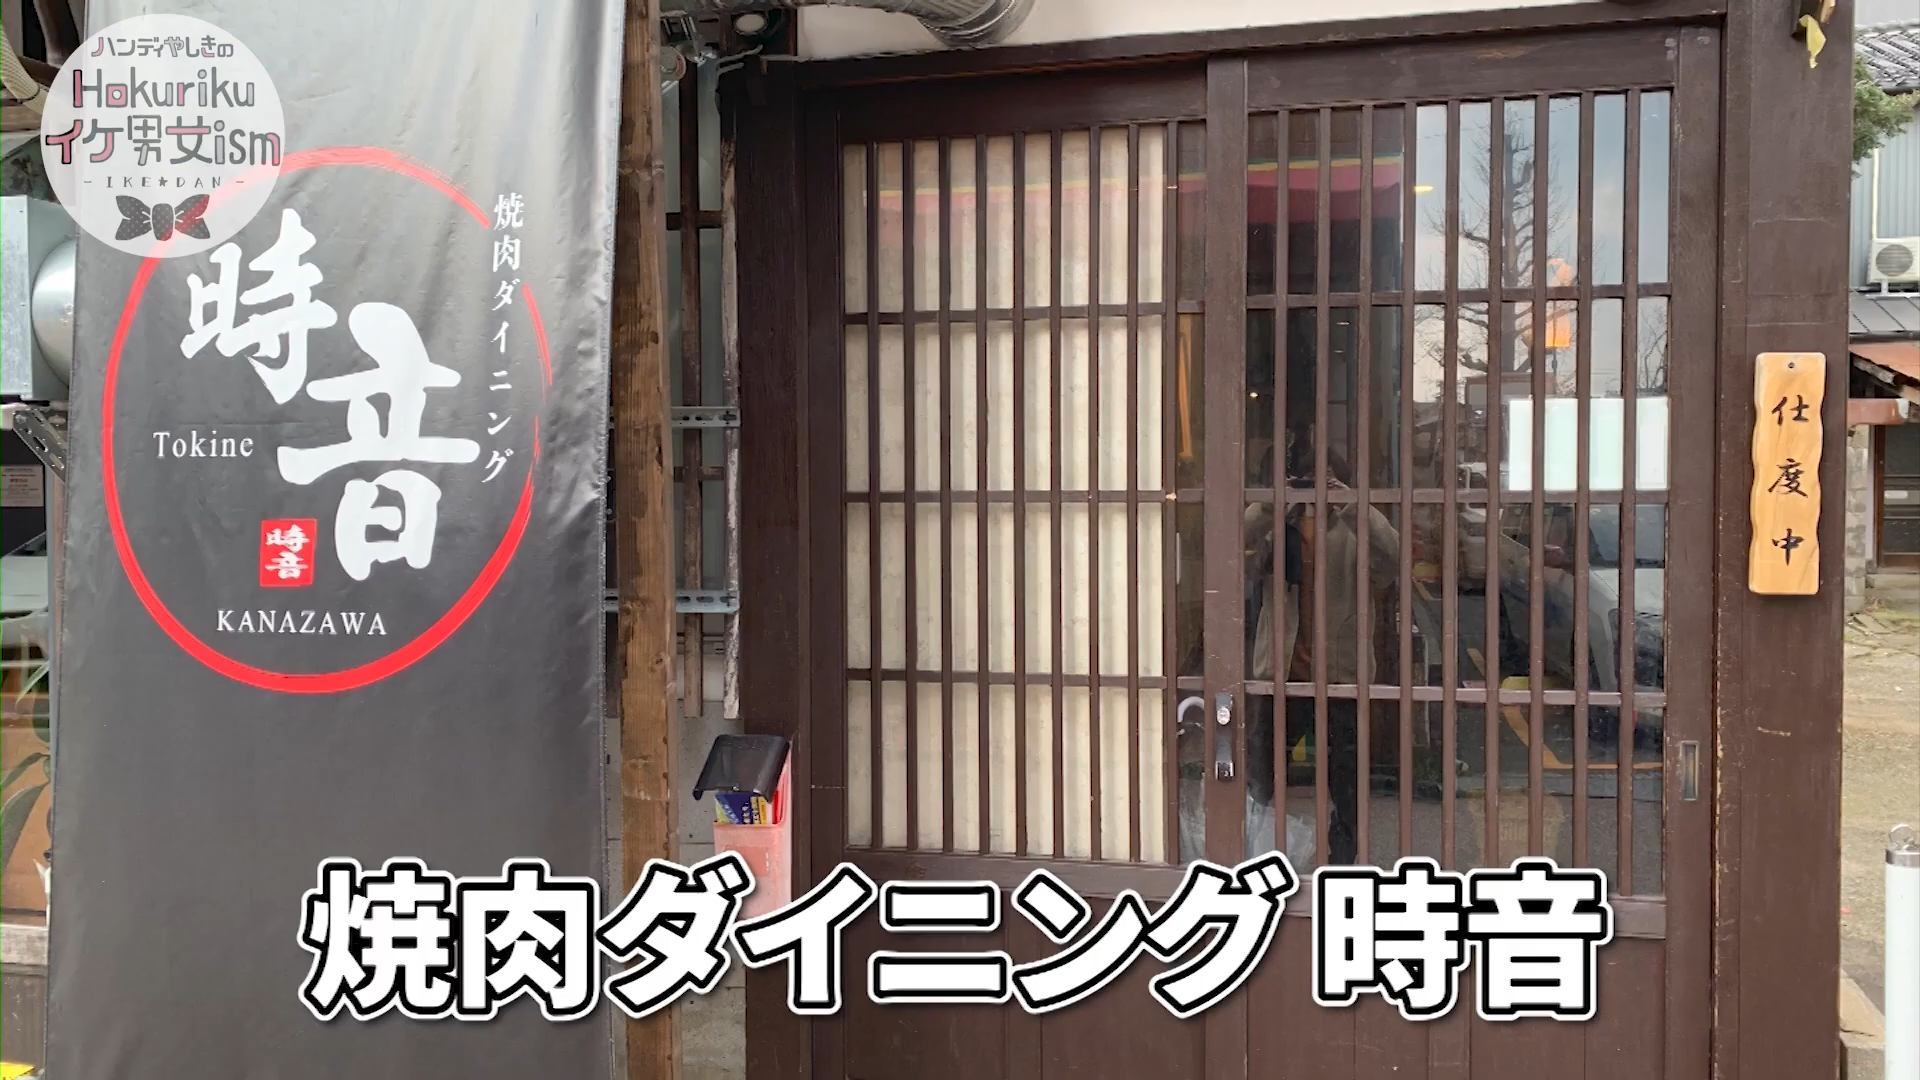 ハンディやしきの
Hokuriku
イケ男女ism
- IKE★DAN -
焼肉ダイニング
時音
Tokine
時音
KANAZAWA
仕度中
焼肉ダイニング 時音